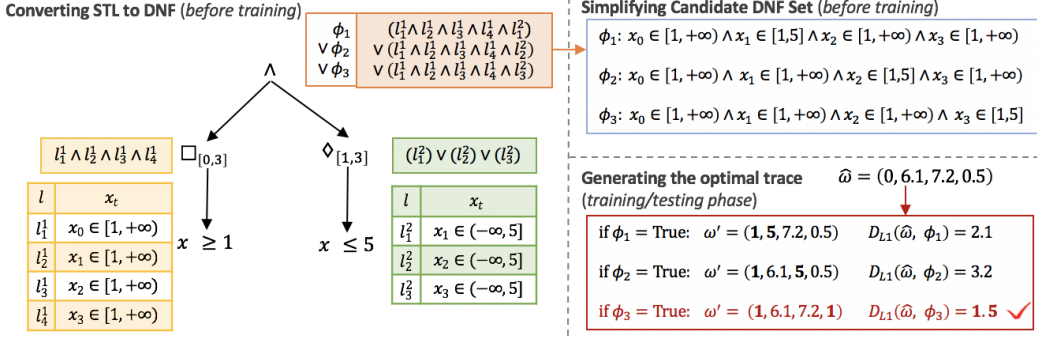 Converting STL to DNF (before training)
ϕ₁ (l₁¹∧ l₂¹∧ l₃¹∧ l₄¹∧ l₁²)
∨ ϕ₂ ∨ (l₁¹∧ l₂¹∧ l₃¹∧ l₄¹∧ l₂²)
∨ ϕ₃ ∨ (l₁¹∧ l₂¹∧ l₃¹∧ l₄¹∧ l₃²)
∧
l₁¹ ∧ l₂¹ ∧ l₃¹ ∧ l₄¹ □[0,3]
◊[1,3] (l₁²) ∨ (l₂²) ∨ (l₃²)
l xₜ
l₁¹ x₀ ∈ [1, +∞)
l₂¹ x₁ ∈ [1, +∞)
l₃¹ x₂ ∈ [1, +∞)
l₄¹ x₃ ∈ [1, +∞)
x ≥ 1
x ≤ 5
l xₜ
l₁² x₁ ∈ (-∞, 5]
l₂² x₂ ∈ (-∞, 5]
l₃² x₃ ∈ (-∞, 5]
Simplifying Candidate DNF Set (before training)
ϕ₁: x₀ ∈ [1, +∞) ∧ x₁ ∈ [1,5] ∧ x₂ ∈ [1, +∞) ∧ x₃ ∈ [1, +∞)
ϕ₂: x₀ ∈ [1, +∞) ∧ x₁ ∈ [1, +∞) ∧ x₂ ∈ [1,5] ∧ x₃ ∈ [1, +∞)
ϕ₃: x₀ ∈ [1, +∞) ∧ x₁ ∈ [1, +∞) ∧ x₂ ∈ [1, +∞) ∧ x₃ ∈ [1,5]
Generating the optimal trace ω̂ = (0, 6.1, 7.2, 0.5)
(training/testing phase)
if ϕ₁ = True: ω′ = (1, 5, 7.2, 0.5) D_L1(ω̂, ϕ₁) = 2.1
if ϕ₂ = True: ω′ = (1, 6.1, 5, 0.5) D_L1(ω̂, ϕ₂) = 3.2
if ϕ₃ = True: ω′ = (1, 6.1, 7.2, 1) D_L1(ω̂, ϕ₃) = 1.5 ✓